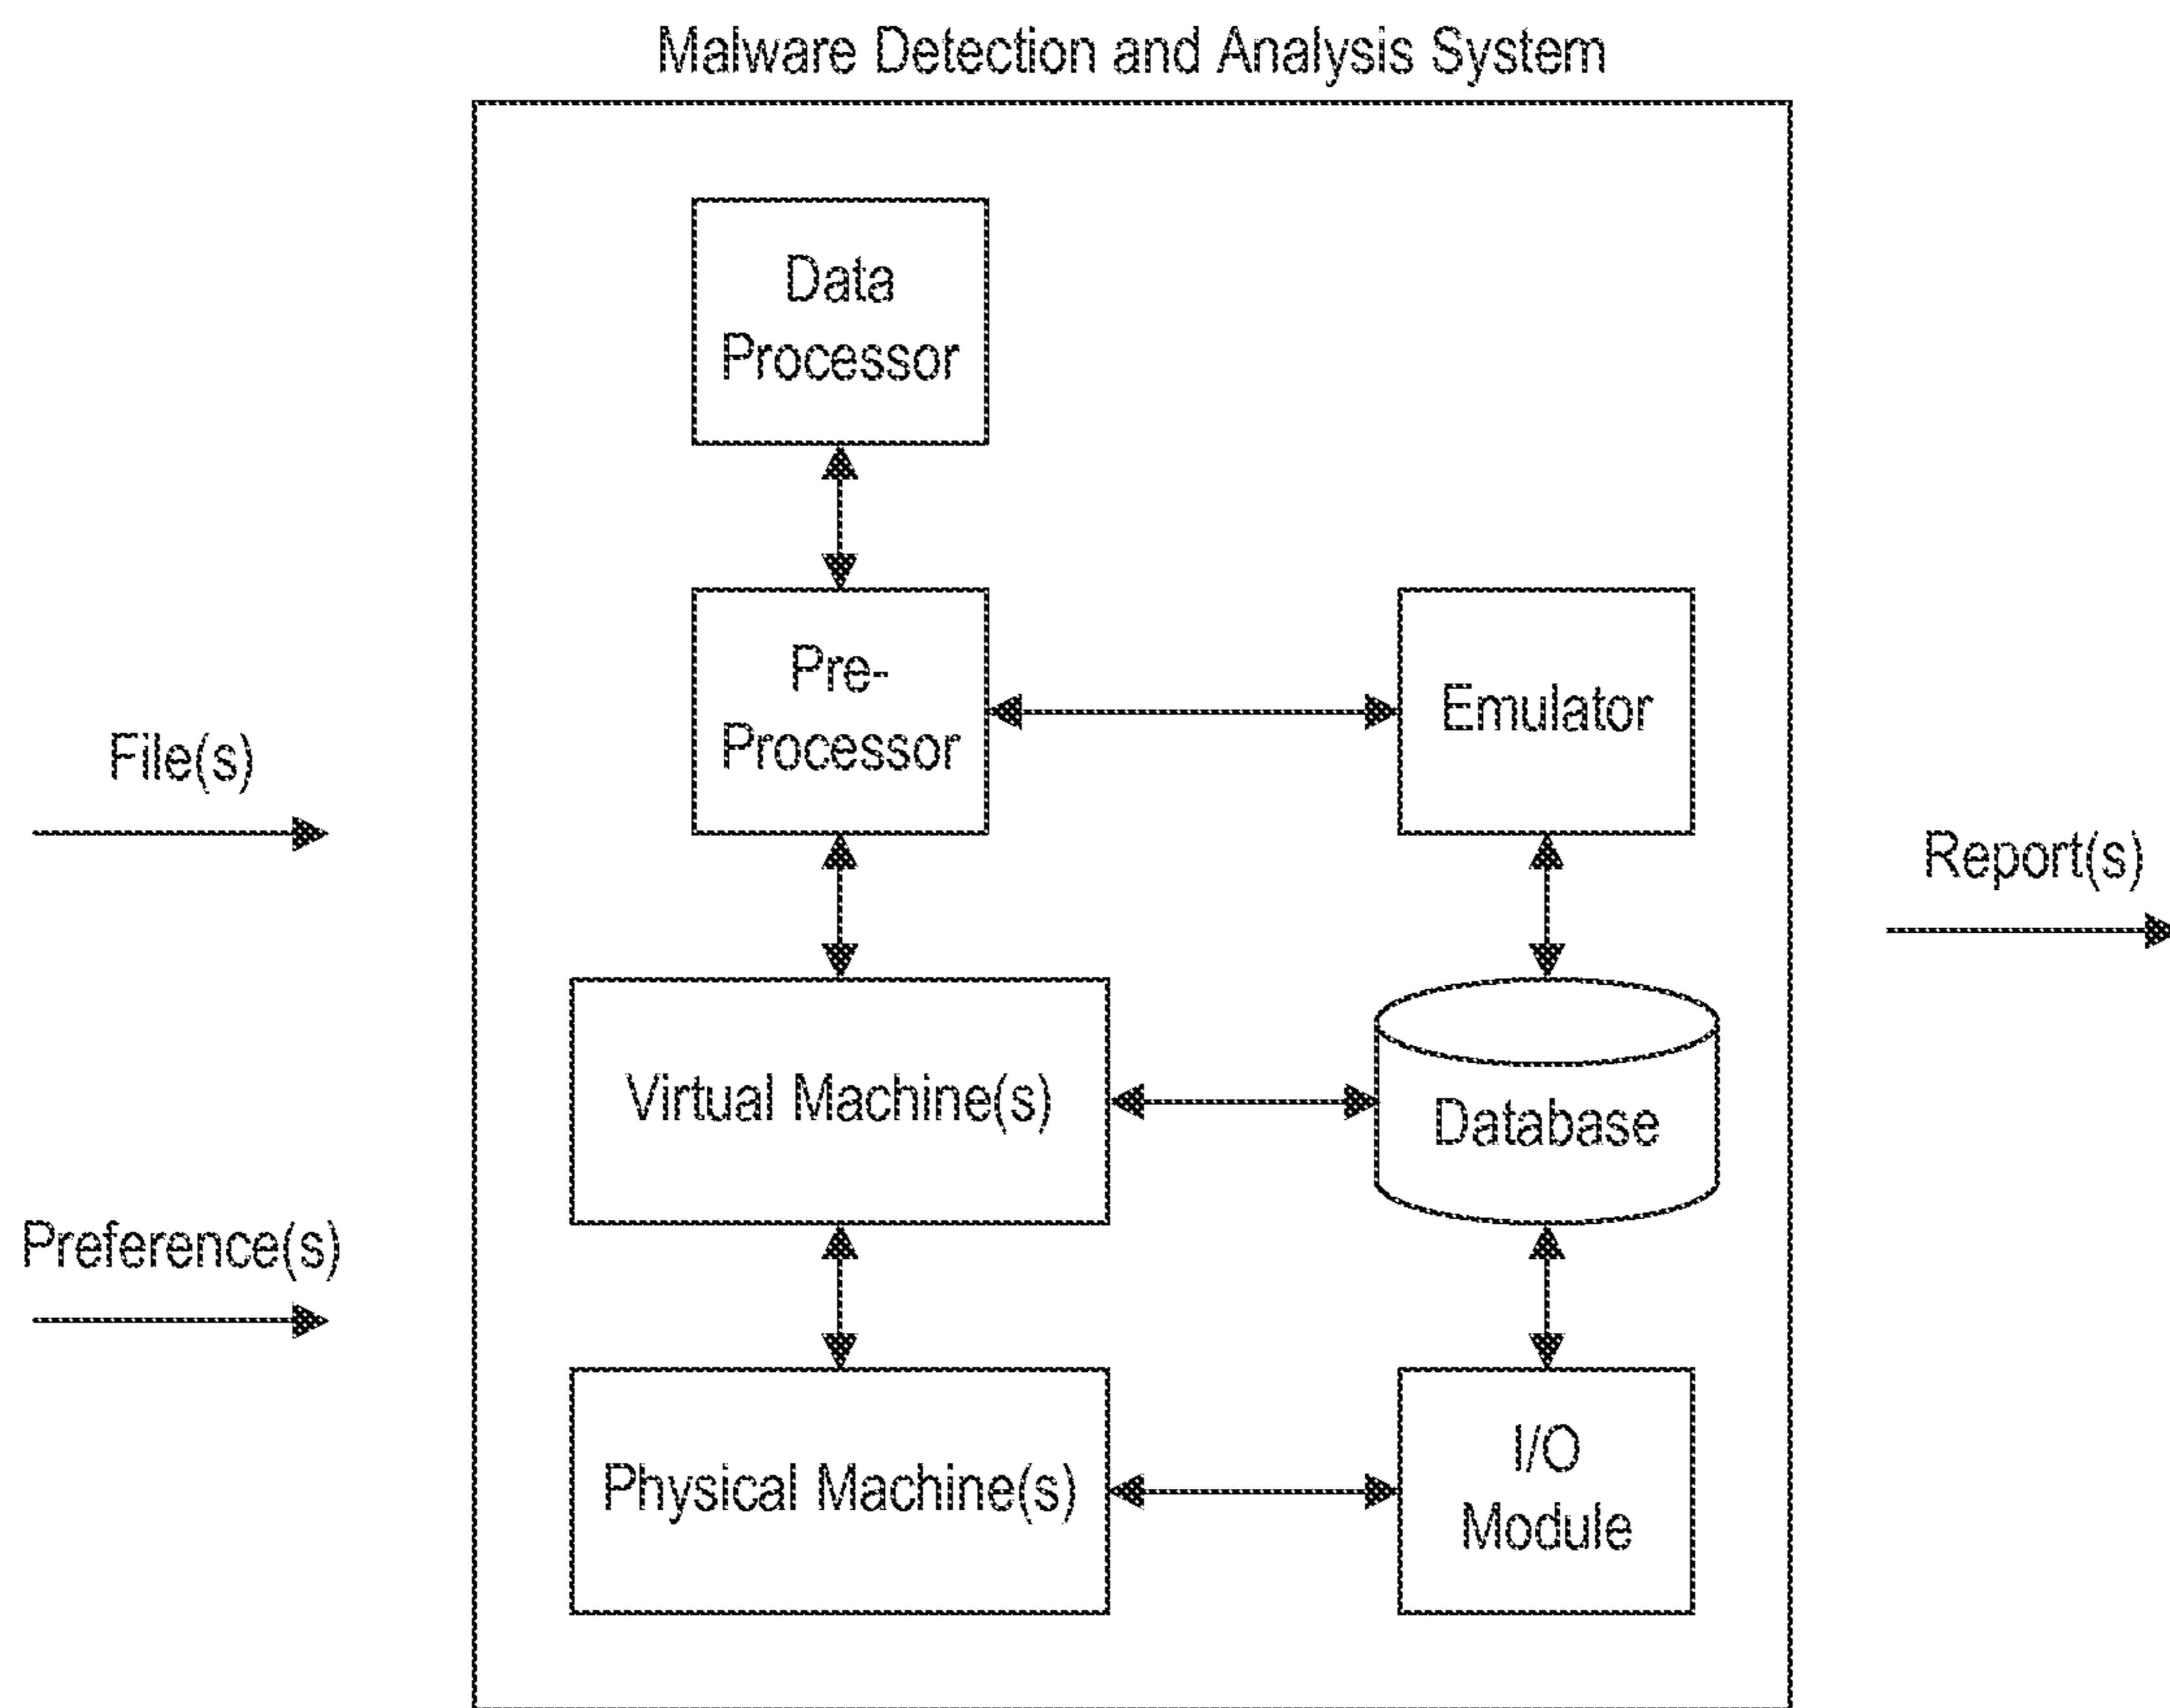 Malware Detection and Analysis System
Data
Processor
Pre-
Processor
Emulator
File(s)
Report(s)
Virtual Machine(s)
Database
Preference(s)
Physical Machine(s)
I/O
Module